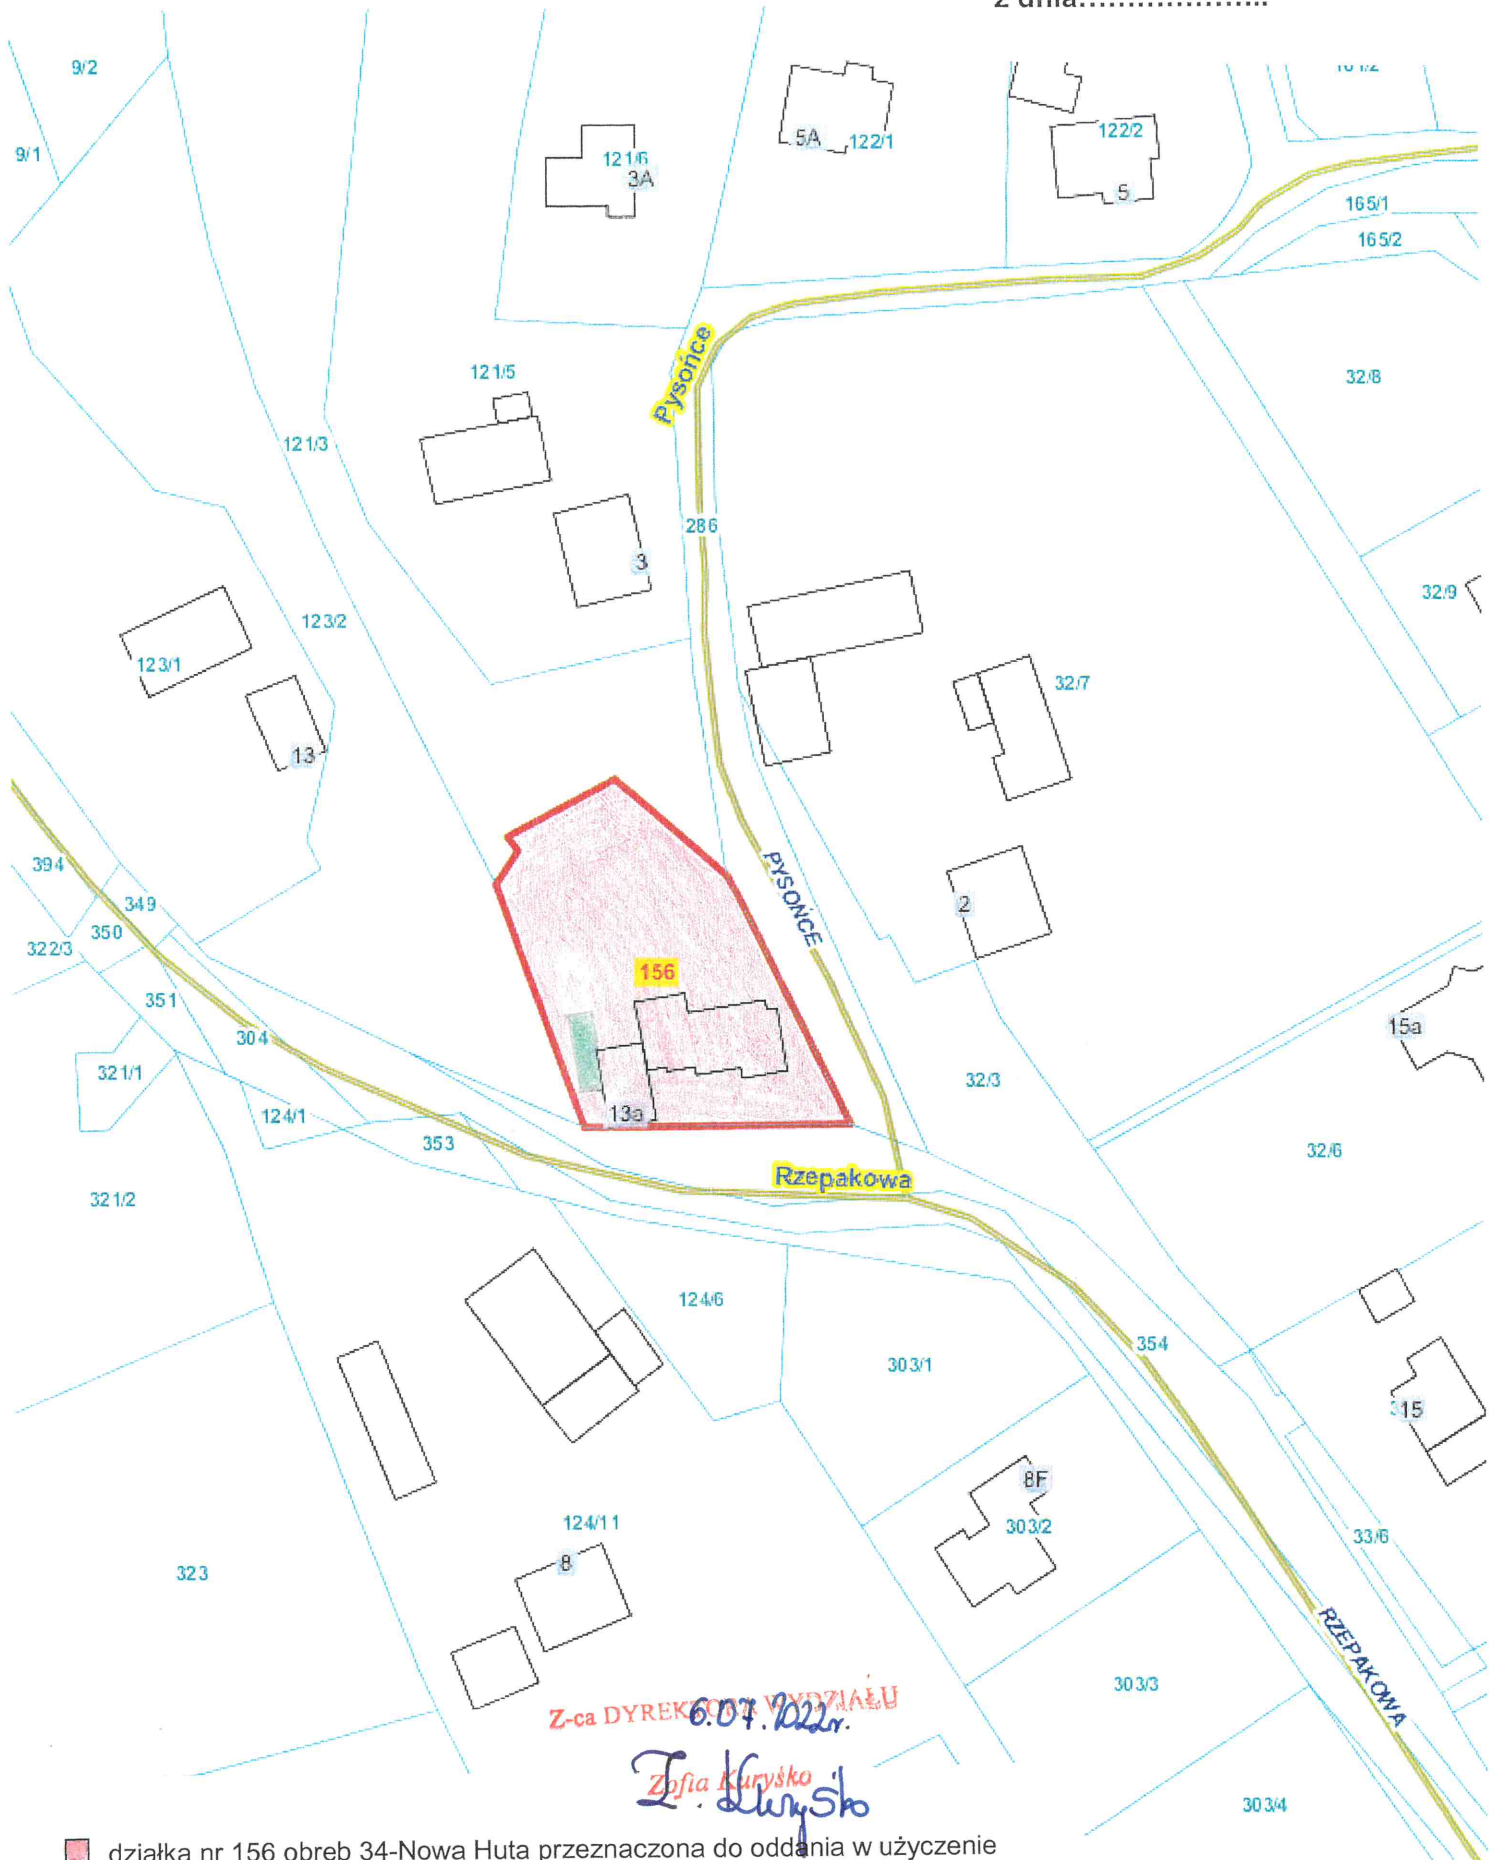 z dnia......................
9/2
101/2
5A
122/1
122/2
9/1
121/6
3A
5
165/1
165/2
Pysońce
121/5
32/8
121/3
286
3
32/9
123/2
123/1
32/7
13
394
PYSOŃCE
349
2
350
322/3
156
351
15a
304
321/1
32/3
13a
124/1
353
32/6
Rzepakowa
321/2
124/6
354
303/1
15
8F
124/11
303/2
33/6
8
323
RZEPAKOWA
303/3
Z-ca DYREKTORA WYDZIAŁU
6.07.2022r.
Zofia Kuryśko
Z. Kuryśko
303/4
działka nr 156 obręb 34-Nowa Huta przeznaczona do oddania w użyczenie